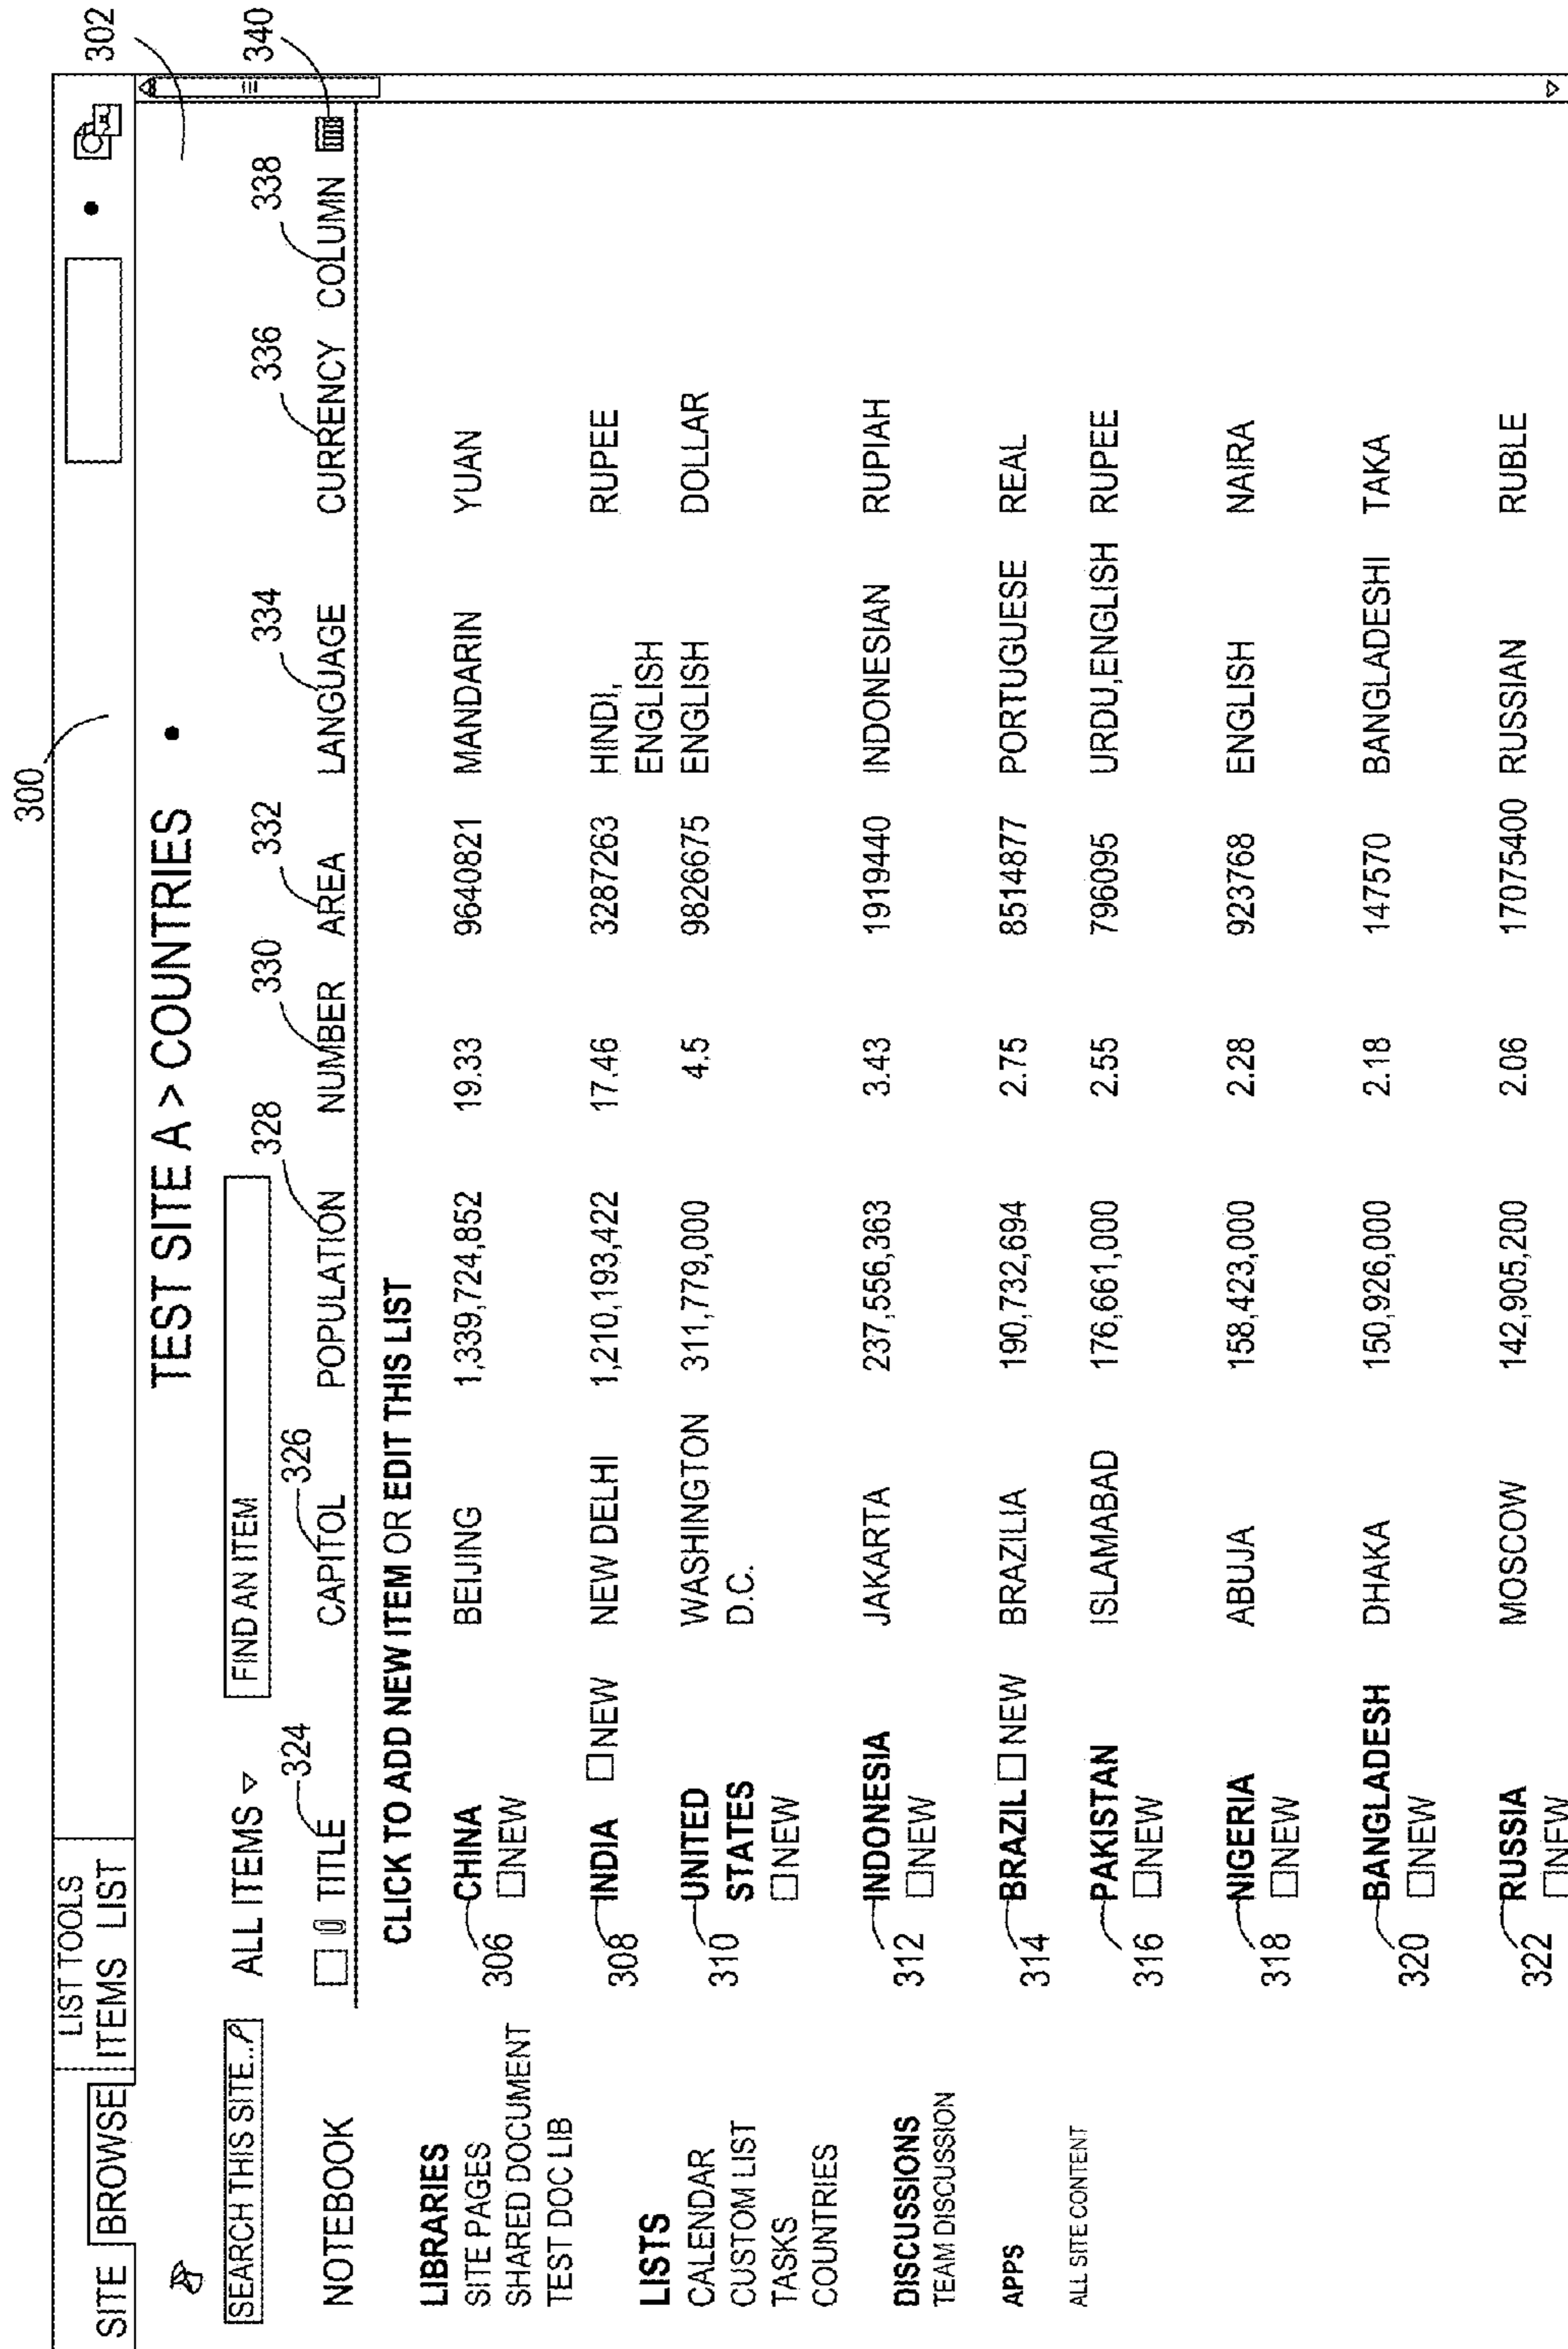 300
LIST TOOLS
SITE BROWSE ITEMS LIST
302
TEST SITE A > COUNTRIES
SEARCH THIS SITE..
ALL ITEMS
FIND AN ITEM
324 326 328 330 332 334 336 338 340
NOTEBOOK
TITLE CAPITOL POPULATION NUMBER AREA LANGUAGE CURRENCY COLUMN
CLICK TO ADD NEW ITEM OR EDIT THIS LIST
LIBRARIES
SITE PAGES
SHARED DOCUMENT
TEST DOC LIB
LISTS
CALENDAR
CUSTOM LIST
TASKS
COUNTRIES
DISCUSSIONS
TEAM DISCUSSION
APPS
ALL SITE CONTENT
CHINA BEIJING 1,339,724,852 19.33 9640821 MANDARIN YUAN
306 NEW
INDIA NEW NEW DELHI 1,210,193,422 17.46 3287263 HINDI, RUPEE
308 ENGLISH
UNITED WASHINGTON 311,779,000 4.5 9826675 ENGLISH DOLLAR
310 STATES D.C.
NEW
INDONESIA JAKARTA 237,556,363 3.43 1919440 INDONESIAN RUPIAH
312 NEW
BRAZIL NEW BRAZILIA 190,732,694 2.75 8514877 PORTUGUESE REAL
314
PAKISTAN ISLAMABAD 176,661,000 2.55 796095 URDU,ENGLISH RUPEE
316 NEW
NIGERIA ABUJA 158,423,000 2.28 923768 ENGLISH NAIRA
318 NEW
BANGLADESH DHAKA 150,926,000 2.18 147570 BANGLADESHI TAKA
320 NEW
RUSSIA MOSCOW 142,905,200 2.06 17075400 RUSSIAN RUBLE
322 NEW